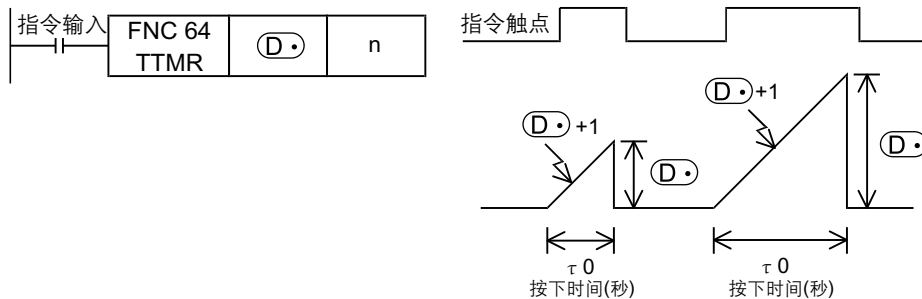 指令输入
FNC 64
TTMR
D·
n
指令触点
D· +1
D·
D· +1
D·
τ0
按下时间(秒)
τ0
按下时间(秒)